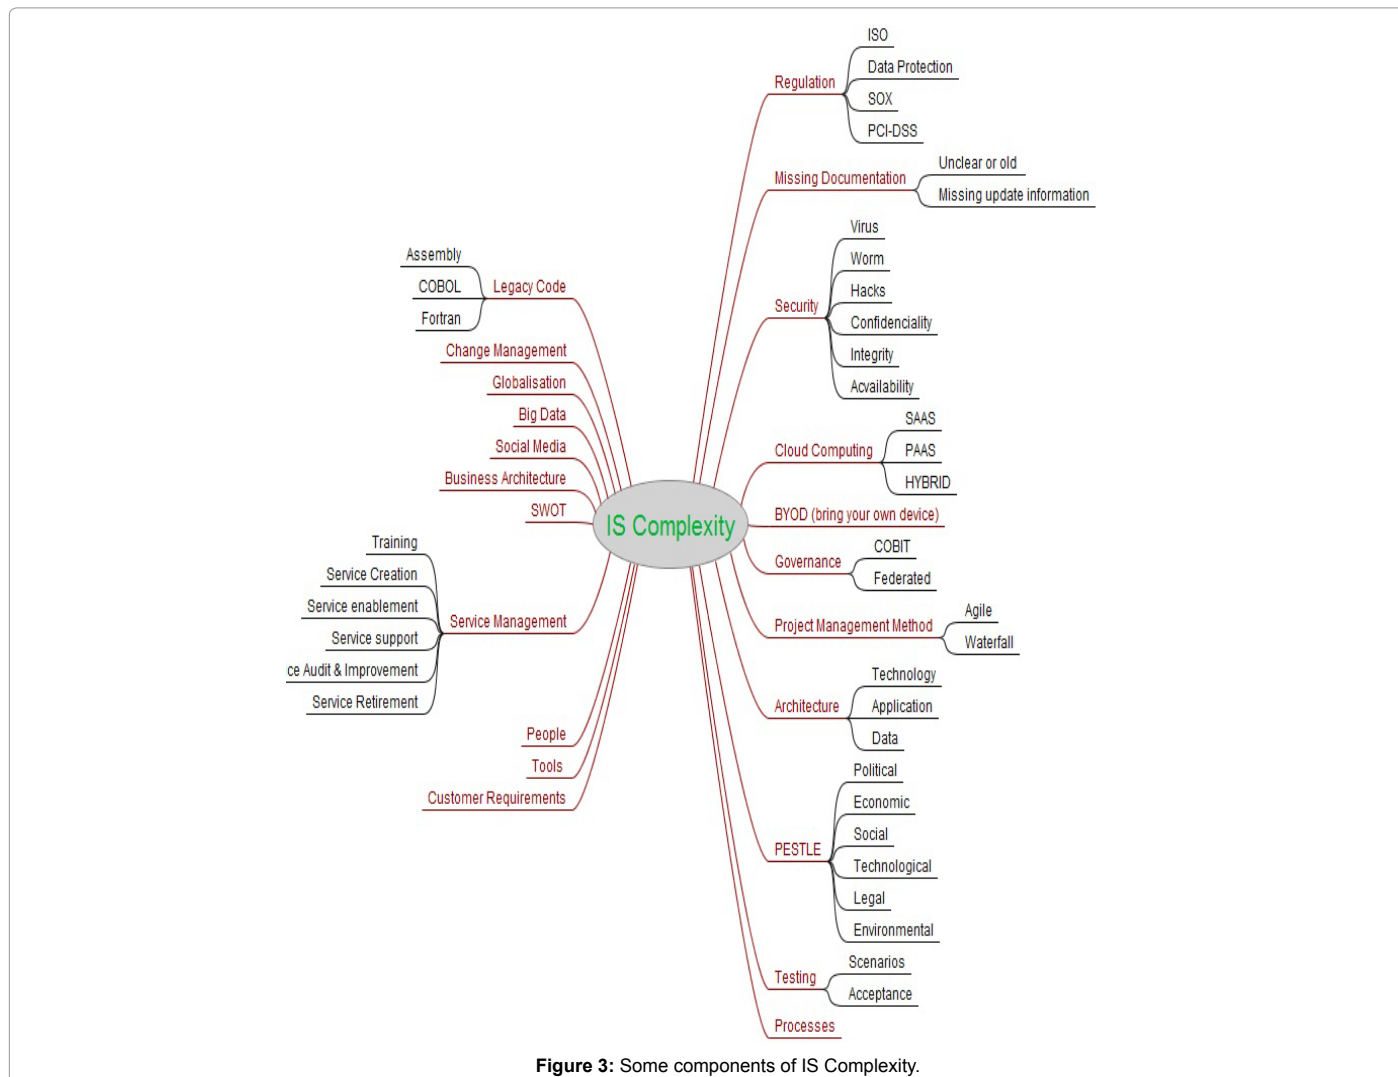 ISO
Data Protection
Regulation
SOX
PCI-DSS
Unclear or old
Missing Documentation
Missing update information
Virus
Worm
Hacks
Security
Confidenciality
Integrity
Acvailability
SAAS
Cloud Computing
PAAS
HYBRID
BYOD (bring your own device)
COBIT
Governance
Federated
Agile
Project Management Method
Waterfall
Technology
Architecture
Application
Data
Political
Economic
Social
PESTLE
Technological
Legal
Environmental
Scenarios
Testing
Acceptance
Processes
Assembly
COBOL
Legacy Code
Fortran
Change Management
Globalisation
Big Data
Social Media
Business Architecture
SWOT
IS Complexity
Training
Service Creation
Service enablement
Service Management
Service support
ce Audit & Improvement
Service Retirement
People
Tools
Customer Requirements
Figure 3: Some components of IS Complexity.